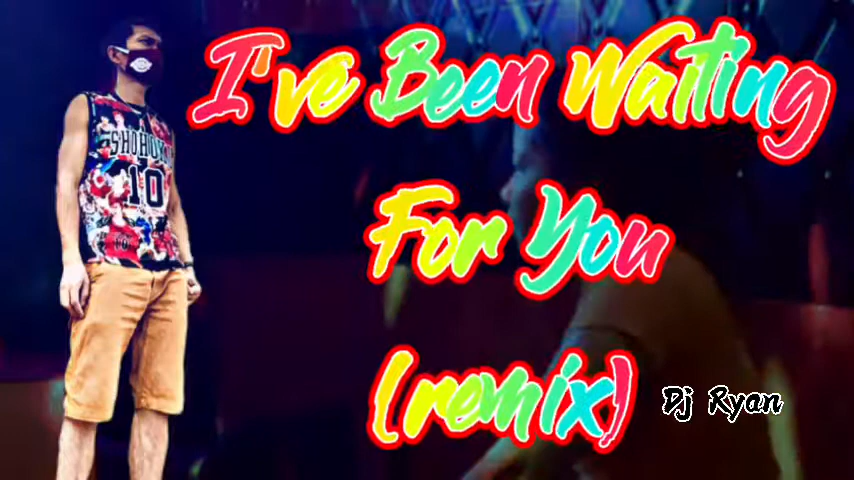 I've Been Waiting
For You
(remix)
Dj Ryan
SHOHOKU
10